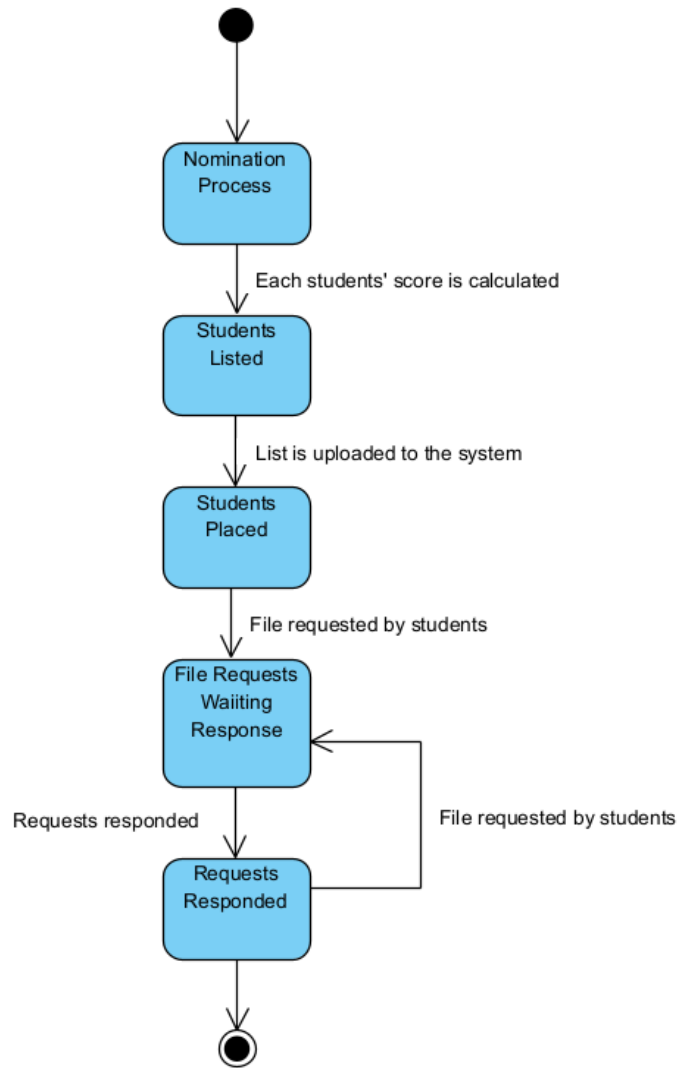 Nomination
Process
Each students' score is calculated
Students
Listed
List is uploaded to the system
Students
Placed
File requested by students
File Requests
Waiiting
Response
Requests responded
File requested by students
Requests
Responded